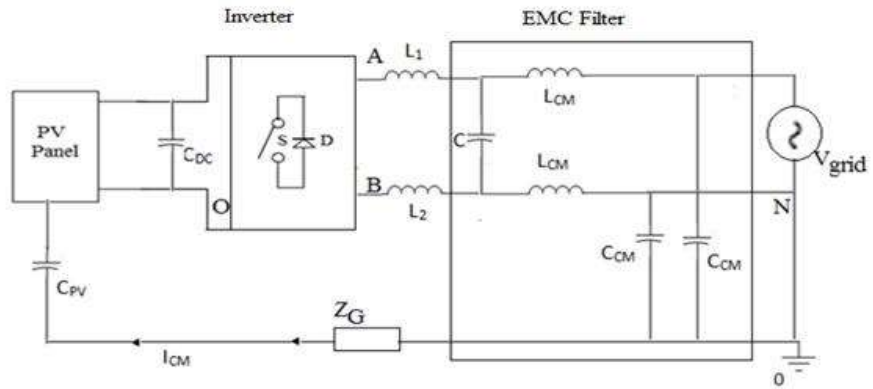 Inverter
EMC Filter
A
L1
LCM
PV
Panel
CDC
S
D
C
LCM
Vgrid
B
O
L2
N
CCM
CCM
CPV
ZG
ICM
0